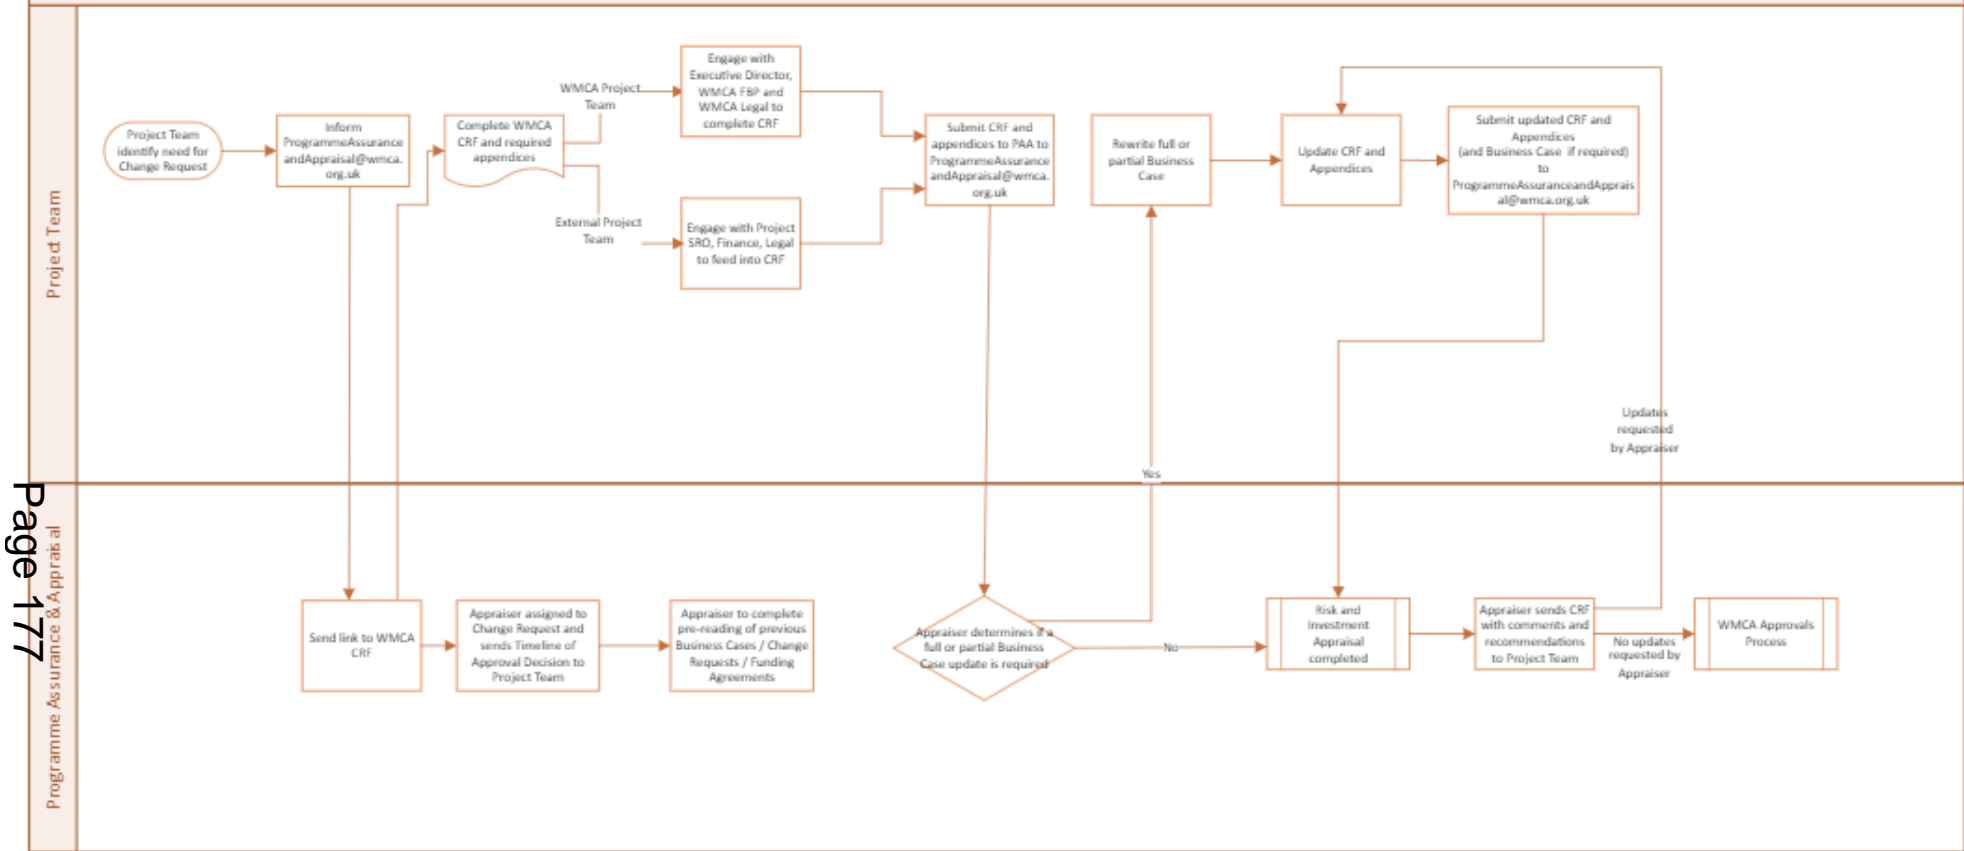 Project Team
Project Team
identify need for
Change Request
Inform
ProgrammeAssurance
andAppraisal@wmca.
org.uk
Complete WMCA
CRF and required
appendices
WMCA Project
Team
External Project
Team
Engage with
Executive Director,
WMCA FBP and
WMCA Legal to
complete CRF
Engage with Project
SRO, Finance, Legal
to feed into CRF
Submit CRF and
appendices to PAA to
ProgrammeAssurance
andAppraisal@wmca.
org.uk
Rewrite full or
partial Business
Case
Update CRF and
Appendices
Submit updated CRF and
Appendices
(and Business Case if required)
to
ProgrammeAssuranceandApprais
al@wmca.org.uk
Updates
requested
by Appraiser
Yes
Page 177
Programme Assurance & Appraisal
Send link to WMCA
CRF
Appraiser assigned to
Change Request and
sends Timeline of
Approval Decision to
Project Team
Appraiser to complete
pre-reading of previous
Business Cases / Change
Requests / Funding
Agreements
Appraiser determines if a
full or partial Business
Case update is required
No
Risk and
Investment
Appraisal
completed
Appraiser sends CRF
with comments and
recommendations
to Project Team
No updates
requested by
Appraiser
WMCA Approvals
Process